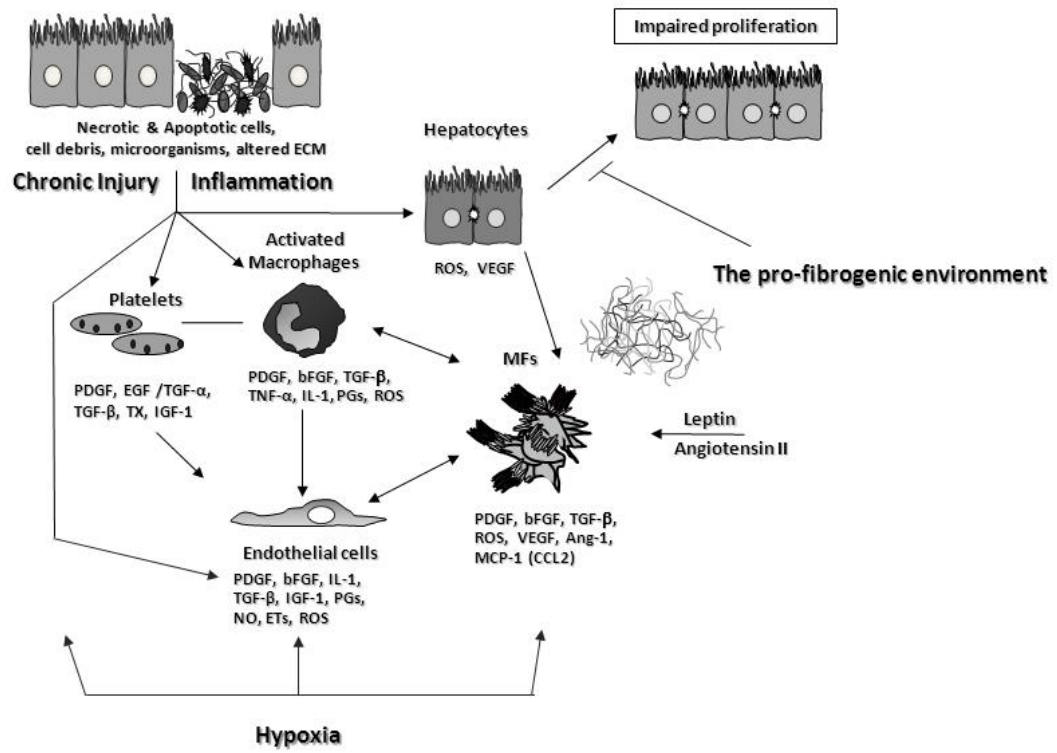 Impaired proliferation
Necrotic & Apoptotic cells,
cell debris, microorganisms, altered ECM
Chronic Injury
Inflammation
Hepatocytes
ROS, VEGF
Activated
Macrophages
Platelets
The pro-fibrogenic environment
PDGF, EGF /TGF-α,
TGF-β, TX, IGF-1
PDGF, bFGF, TGF-β,
TNF-α, IL-1, PGs, ROS
MFs
Leptin
Angiotensin II
PDGF, bFGF, TGF-β,
ROS, VEGF, Ang-1,
MCP-1 (CCL2)
Endothelial cells
PDGF, bFGF, IL-1,
TGF-β, IGF-1, PGs,
NO, ETs, ROS
Hypoxia